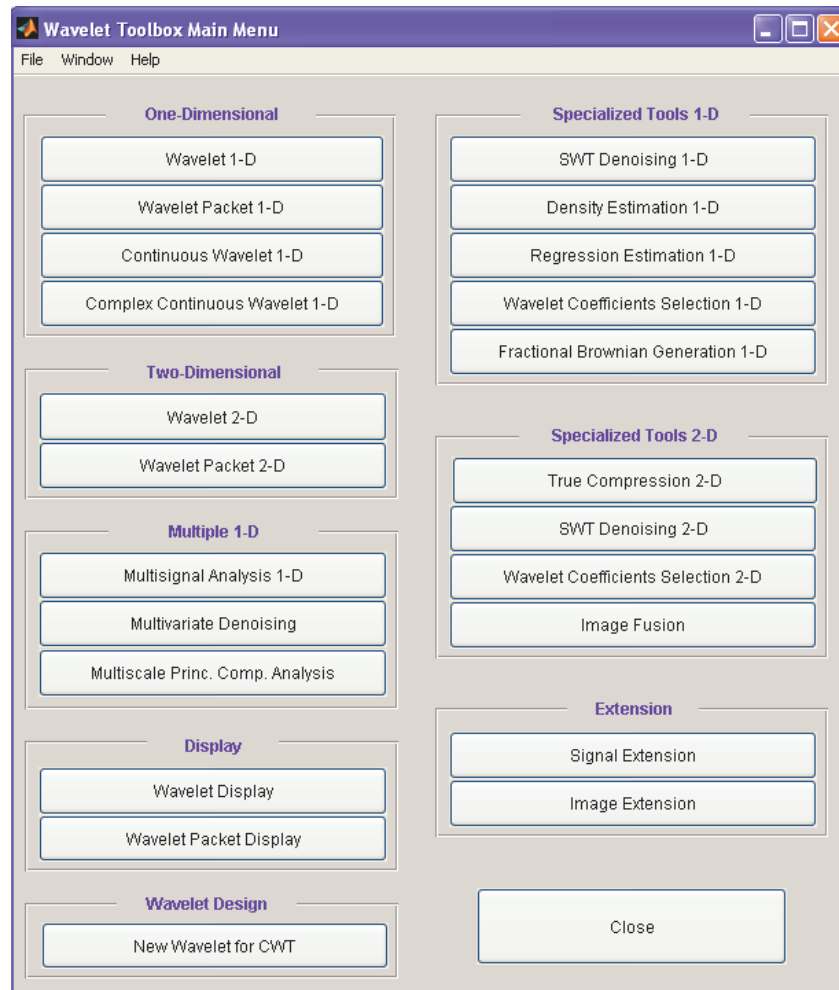 Wavelet Toolbox Main Menu
File Window Help
One-Dimensional
Wavelet 1-D
Wavelet Packet 1-D
Continuous Wavelet 1-D
Complex Continuous Wavelet 1-D
Two-Dimensional
Wavelet 2-D
Wavelet Packet 2-D
Multiple 1-D
Multisignal Analysis 1-D
Multivariate Denoising
Multiscale Princ. Comp. Analysis
Display
Wavelet Display
Wavelet Packet Display
Wavelet Design
New Wavelet for CWT
Specialized Tools 1-D
SWT Denoising 1-D
Density Estimation 1-D
Regression Estimation 1-D
Wavelet Coefficients Selection 1-D
Fractional Brownian Generation 1-D
Specialized Tools 2-D
True Compression 2-D
SWT Denoising 2-D
Wavelet Coefficients Selection 2-D
Image Fusion
Extension
Signal Extension
Image Extension
Close